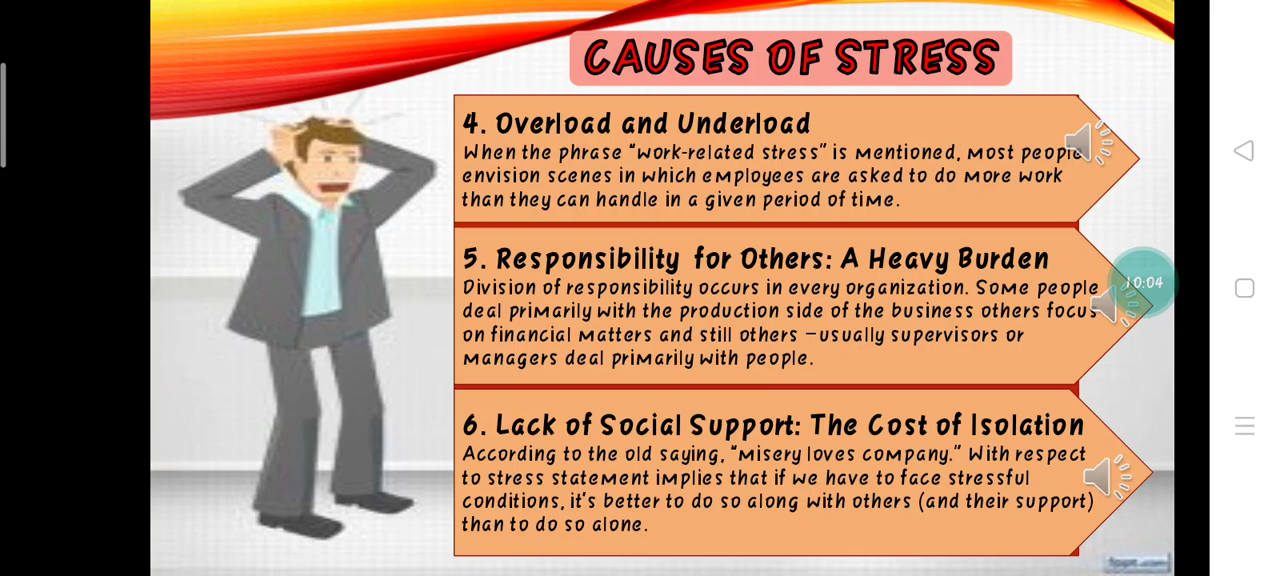 CAUSES OF STRESS
4. Overload and Underload
When the phrase "work-related stress" is mentioned, most people
envision scenes in which employees are asked to do more work
than they can handle in a given period of time.
5. Responsibility for Others: A Heavy Burden
Division of responsibility occurs in every organization. Some people
deal primarily with the production side of the business others focus
on financial matters and still others –usually supervisors or
managers deal primarily with people.
10:04
6. Lack of Social Support: The Cost of Isolation
According to the old saying, "misery loves company." With respect
to stress statement implies that if we have to face stressful
conditions, it's better to do so along with others (and their support)
than to do so alone.